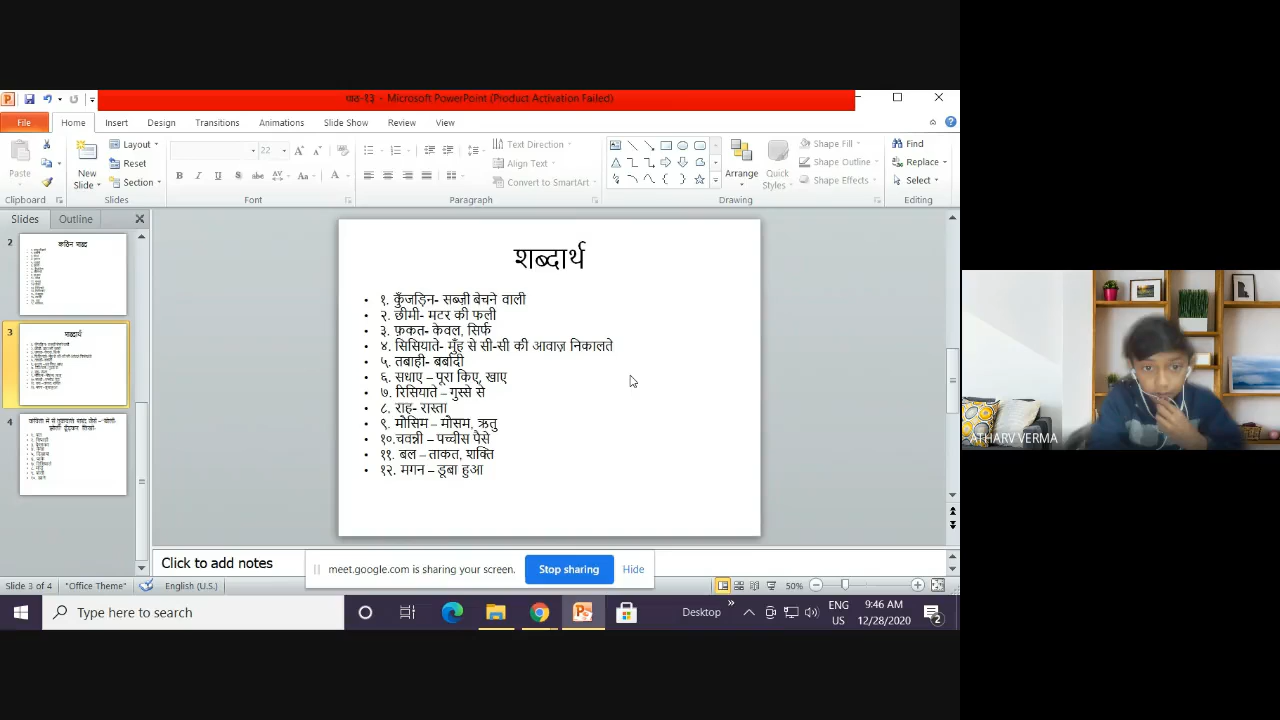 पाठ-१३ - Microsoft PowerPoint (Product Activation Failed)
File Home Insert Design Transitions Animations Slide Show Review View
Paste
New Slide
Layout
Reset
Section
22
Text Direction
Align Text
Convert to SmartArt
Arrange
Quick Styles
Shape Fill
Shape Outline
Shape Effects
Find
Replace
Select
Clipboard Slides Font Paragraph Drawing Editing
Slides Outline
2
कठिन शब्द
3
शब्दार्थ
4
शब्दार्थ
१. कुँजड़िन- सब्ज़ी बेचने वाली
२. छीमी- मटर की फली
३. फ़कत- केवल, सिर्फ
४. सिसियाते- मुँह से सी-सी की आवाज़ निकालते
५. तबाही- बर्बादी
६. सधाए – पूरा किए, खाए
७. रिसियाते – गुस्से से
८. राह- रास्ता
९. मोसिम – मोसम, ऋतु
१०.चवन्नी – पच्चीस पैसे
११. बल – ताकत, शक्ति
१२. मगन – डूबा हुआ
Click to add notes
meet.google.com is sharing your screen. Stop sharing Hide
Slide 3 of 4 "Office Theme" English (U.S.) 50%
Type here to search
Desktop
ENG
US
9:46 AM
12/28/2020
2
ATHARV VERMA